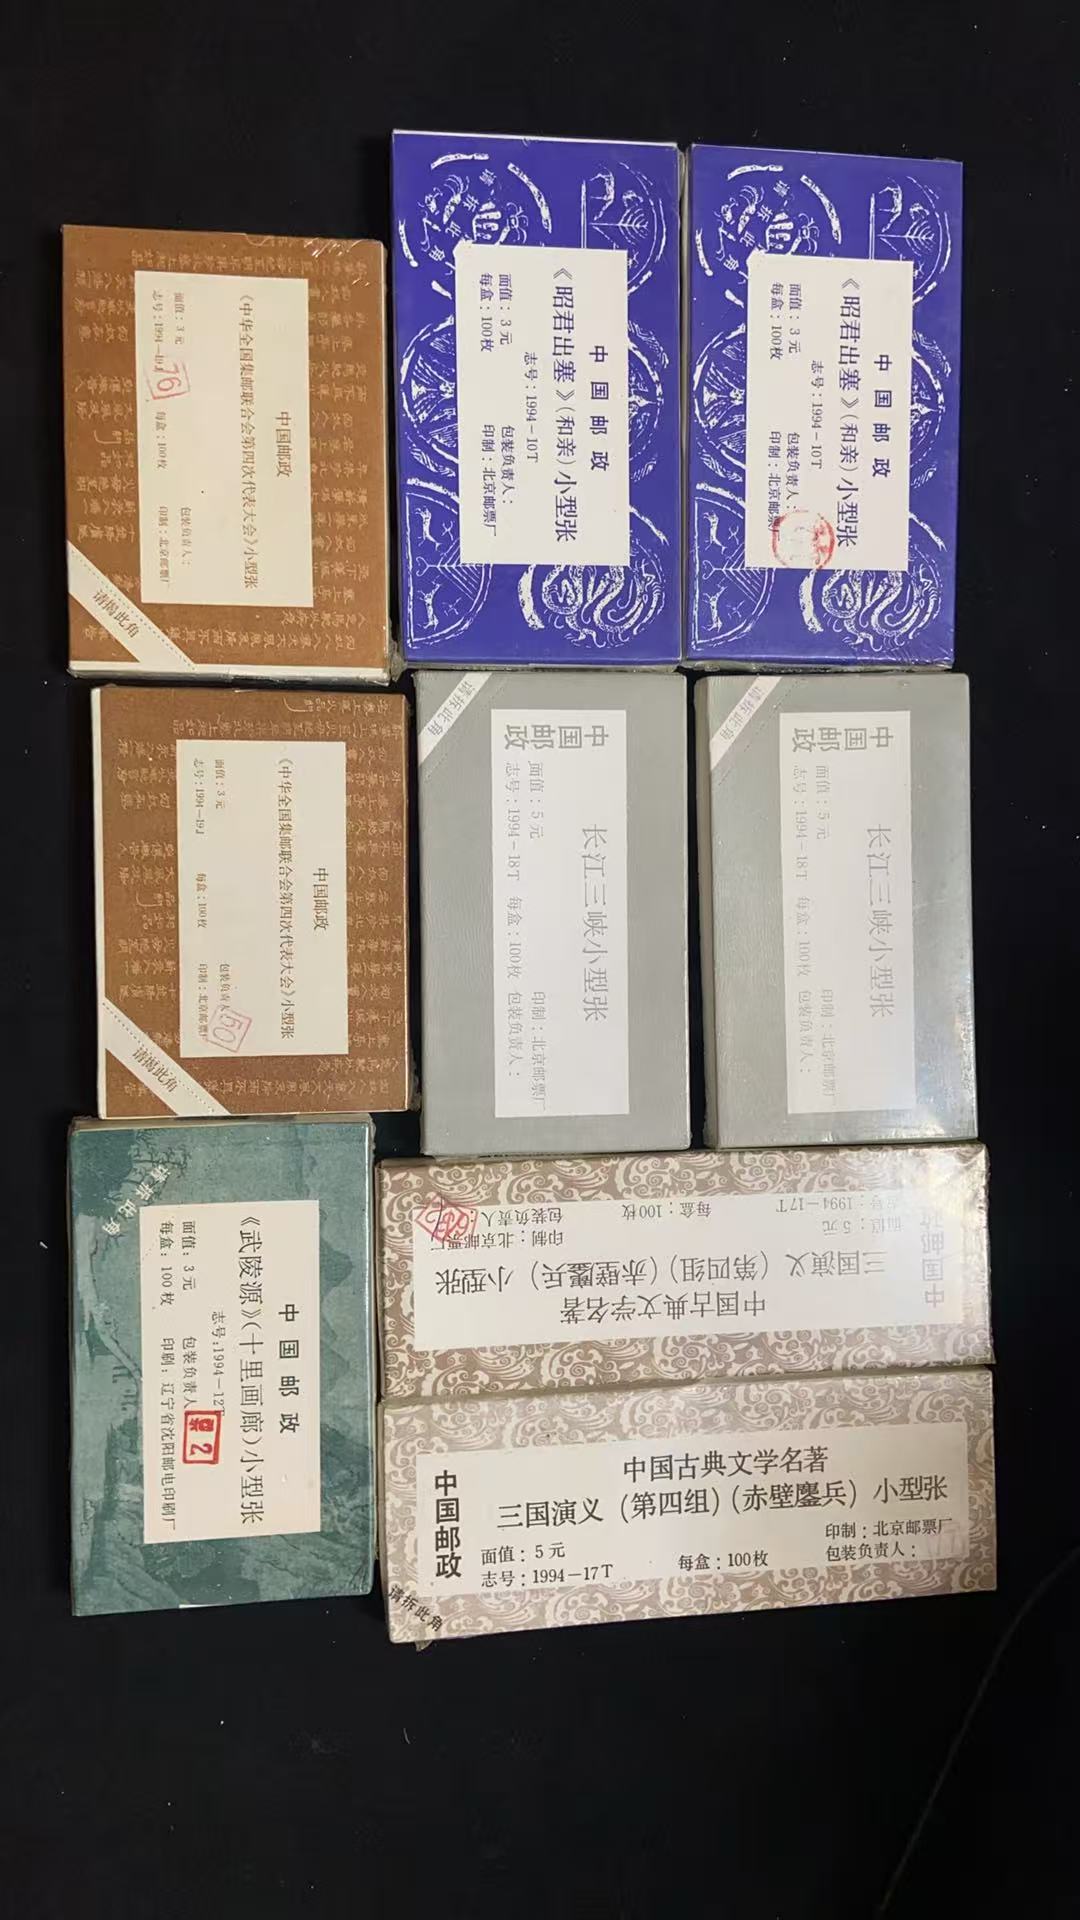 中国邮政
《中华全国集邮联合会第四次代表大会》小型张
面值：3元
志号：1994-19J
每盒：100枚
包装负责人：
印制：北京邮票厂
76
请揭此角
中国邮政
《昭君出塞》(和亲)小型张
志号：1994-10T
面值：3元
包装负责人：
每盒：100枚
印制：北京邮票厂
请拆此角
中国邮政
《昭君出塞》(和亲)小型张
志号：1994-10T
面值：3元
包装负责人：
每盒：100枚
印制：北京邮票
请拆此角
中国邮政
《中华全国集邮联合会第四次代表大会》小型张
面值：3元
志号：1994-19J
每盒：100枚
包装负责人
印制：北京邮票厂
60
请揭此角
请拆此角
中国邮政
长江三峡小型张
面值：5元
印制：北京邮票厂
志号：1994-18T 每盒：100枚 包装负责人：
请拆此角
中国邮政
长江三峡小型张
面值：5元
印制：北京邮票厂
志号：1994-18T 每盒：100枚 包装负责人：
请拆此角
中国邮政
《武陵源》(十里画廊)小型张
志号:1994-12T
面值：3元
包装负责人
每盒：100枚
印刷：辽宁省沈阳邮电印刷厂
2
中国邮政
中国古典文学名著
三国演义（第四组）(赤壁鏖兵）小型张
面值：5元
印制：北京邮票厂
志号：1994-17T
每盒：100枚
包装负责人：
中国邮政
中国古典文学名著
三国演义（第四组）(赤壁鏖兵）小型张
面值：5元
印制：北京邮票厂
志号：1994-17T
每盒：100枚
包装负责人：
请拆此角